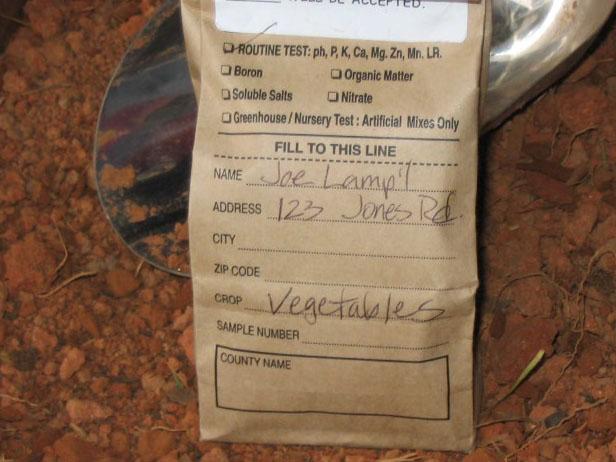 BE ACCEPTED.
ROUTINE TEST: ph, P, K, Ca, Mg. Zn, Mn. LR.
Boron Organic Matter
Soluble Salts Nitrate
Greenhouse / Nursery Test : Artificial Mixes Only
FILL TO THIS LINE
NAME Joe Lamp'l
ADDRESS 123 Jones Rd.
CITY
ZIP CODE
CROP Vegetables
SAMPLE NUMBER
COUNTY NAME